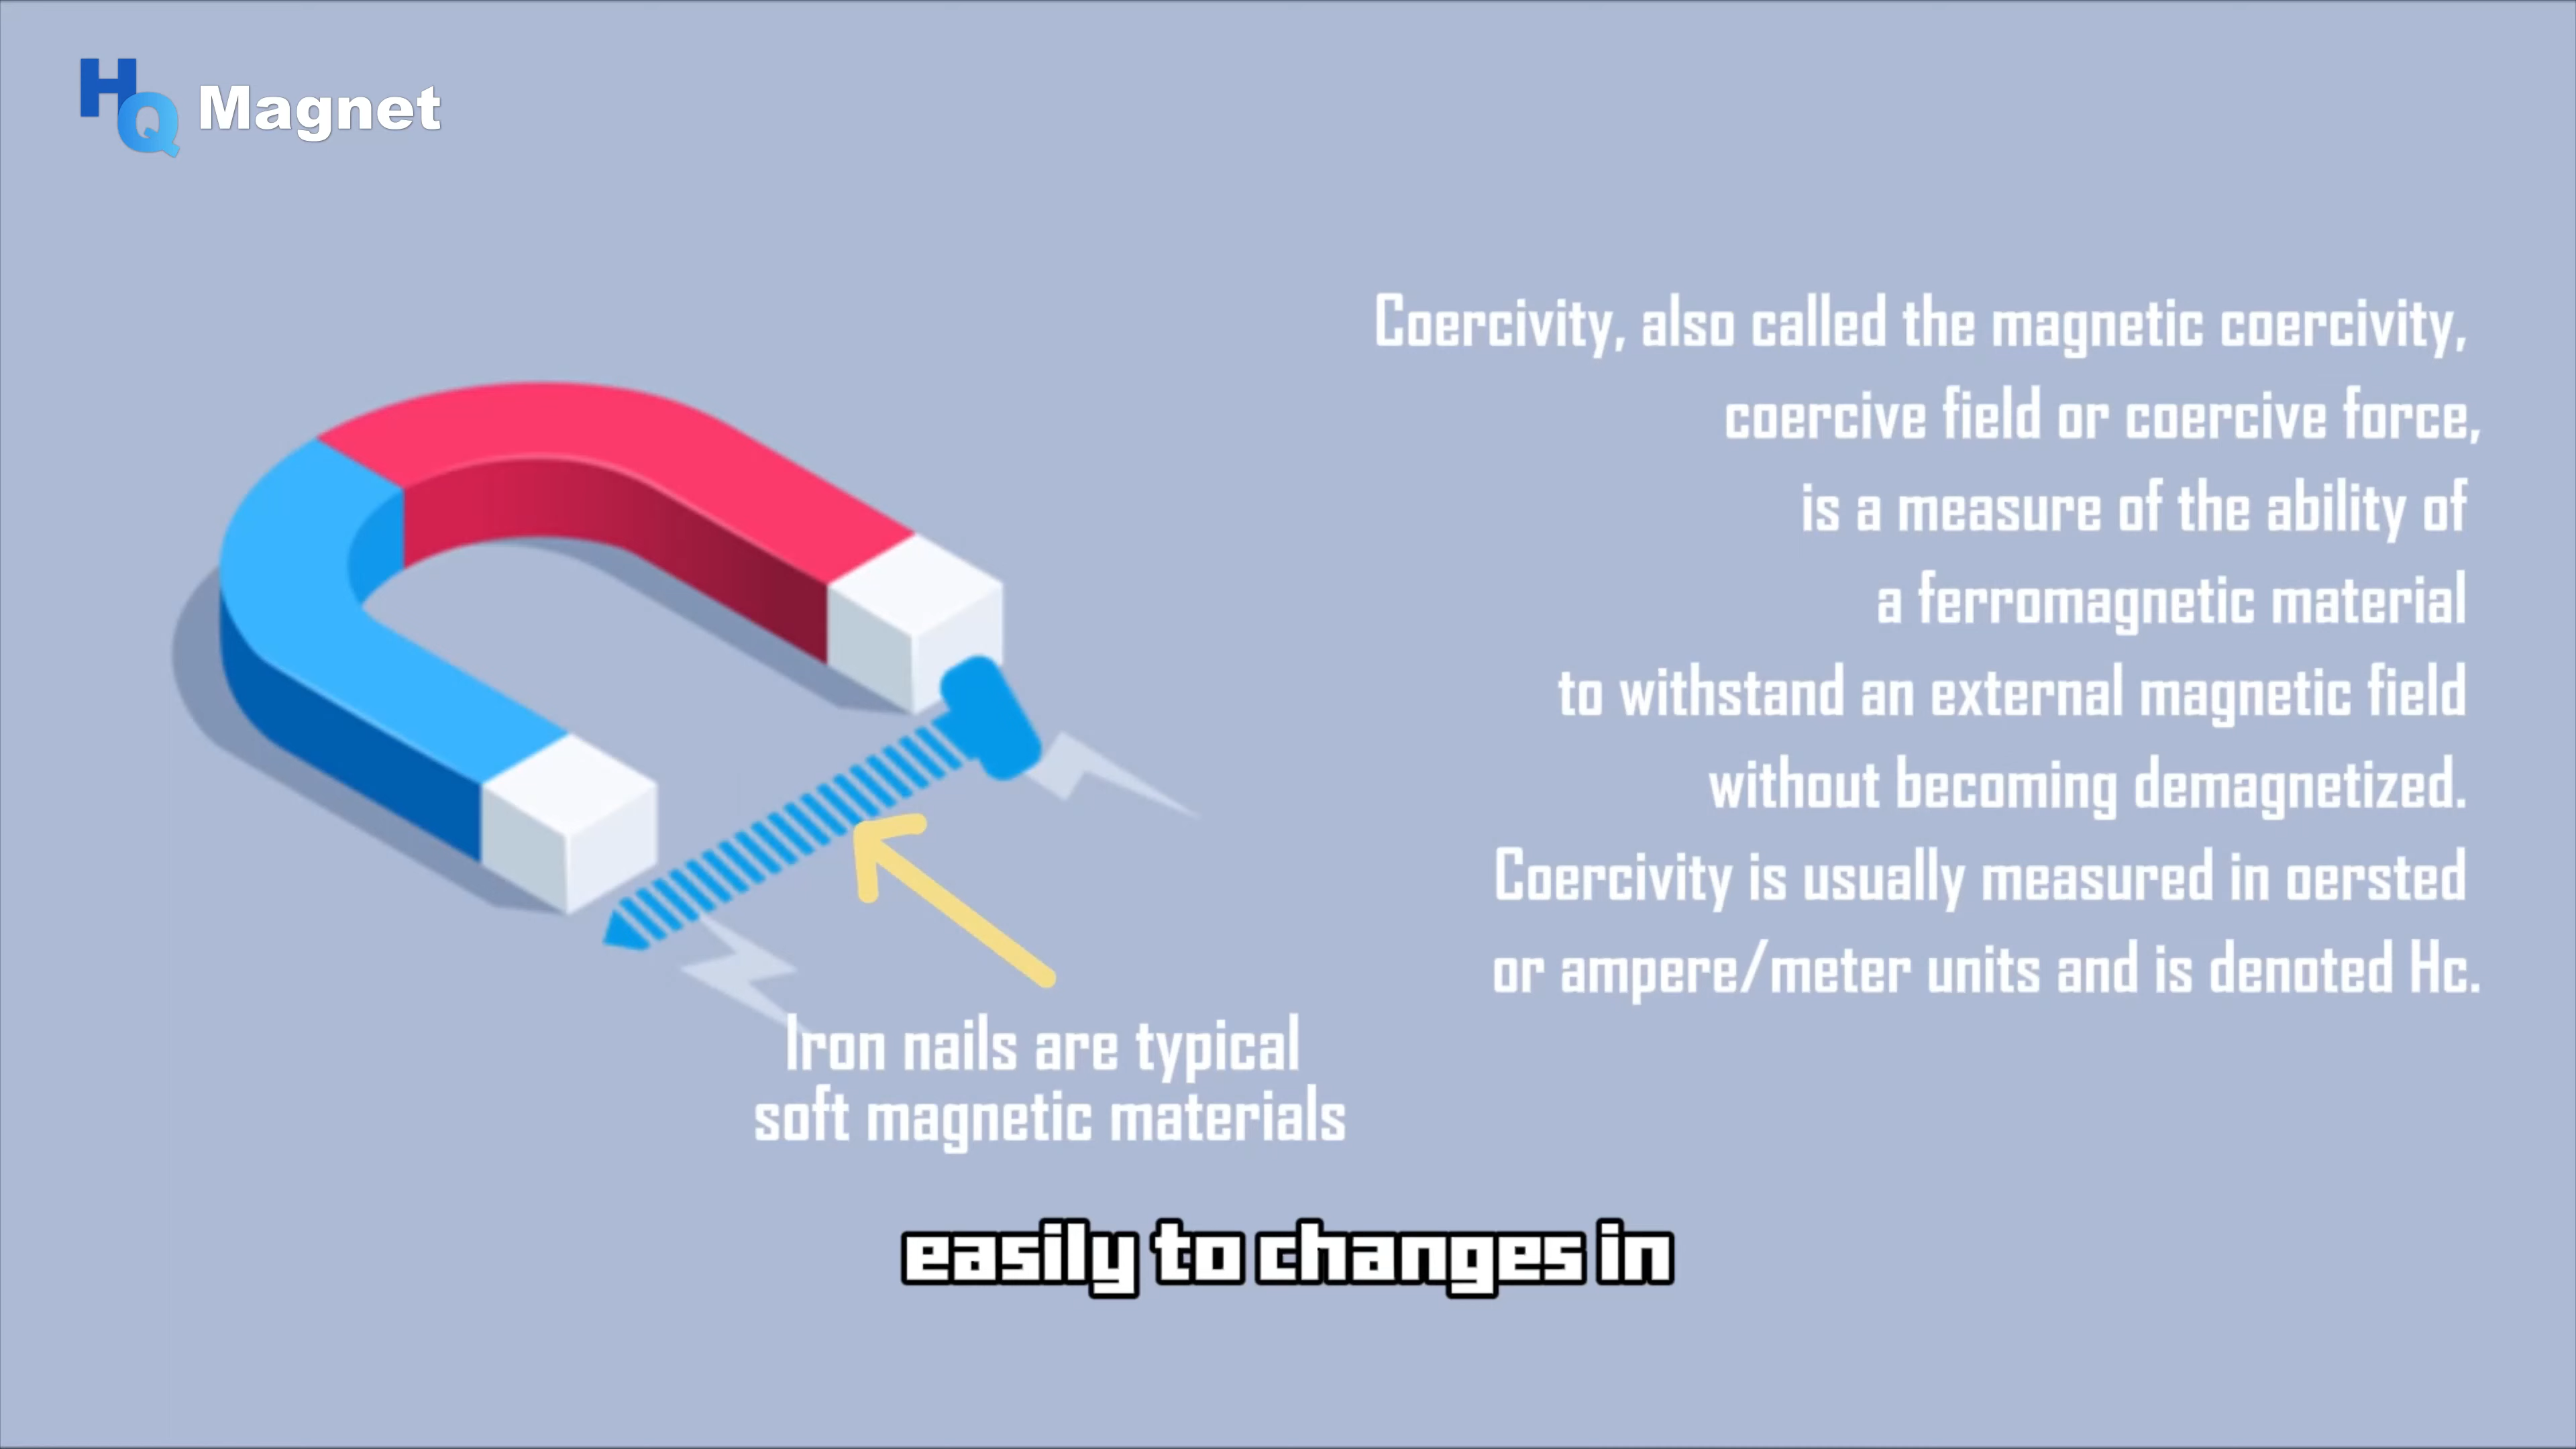 HQ Magnet
Coercivity, also called the magnetic coercivity,
coercive field or coercive force,
is a measure of the ability of
a ferromagnetic material
to withstand an external magnetic field
without becoming demagnetized.
Coercivity is usually measured in oersted
or ampere/meter units and is denoted Hc.
Iron nails are typical
soft magnetic materials
easily to changes in